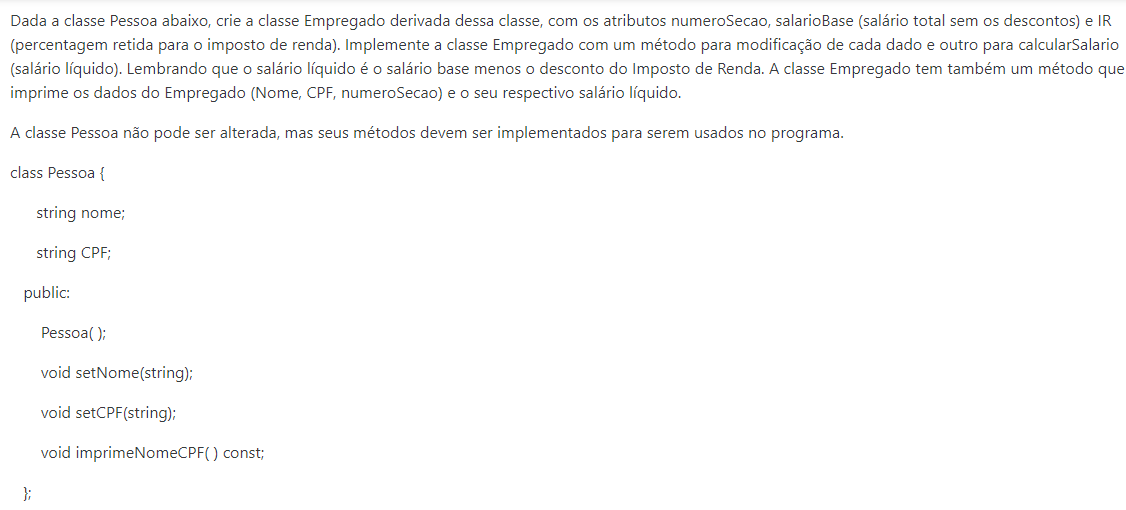 Dada a classe Pessoa abaixo, crie a classe Empregado derivada dessa classe, com os atributos numeroSecao, salarioBase (salário total sem os descontos) e IR
(percentagem retida para o imposto de renda). Implemente a classe Empregado com um método para modificação de cada dado e outro para calcularSalario
(salário líquido). Lembrando que o salário líquido é o salário base menos o desconto do Imposto de Renda. A classe Empregado tem também um método que
imprime os dados do Empregado (Nome, CPF, numeroSecao) e o seu respectivo salário líquido.
A classe Pessoa não pode ser alterada, mas seus métodos devem ser implementados para serem usados no programa.
class Pessoa {
string nome;
string CPF;
public:
Pessoa( );
void setNome(string);
void setCPF(string);
void imprimeNomeCPF( ) const;
};